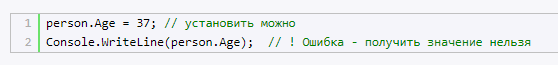 1 person.Age = 37; // установить можно
2 Console.WriteLine(person.Age);  // ! Ошибка - получить значение нельзя